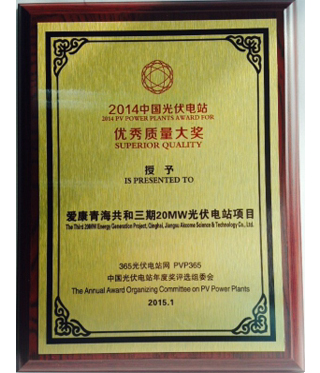 2014中国光伏电站
2014 PV POWER PLANTS AWARD FOR
优秀质量大奖
SUPERIOR QUALITY
授 予
IS PRESENTED TO
爱康青海共和三期20MW光伏电站项目
The Third 20MW Energy Generation Project, Qinghai, Jiangsu Akcome Science & Technology Co., Ltd.
365光伏电站网 PVP365
中国光伏电站年度奖评选组委会
The Annual Award Organizing Committee on PV Power Plants
2015.1